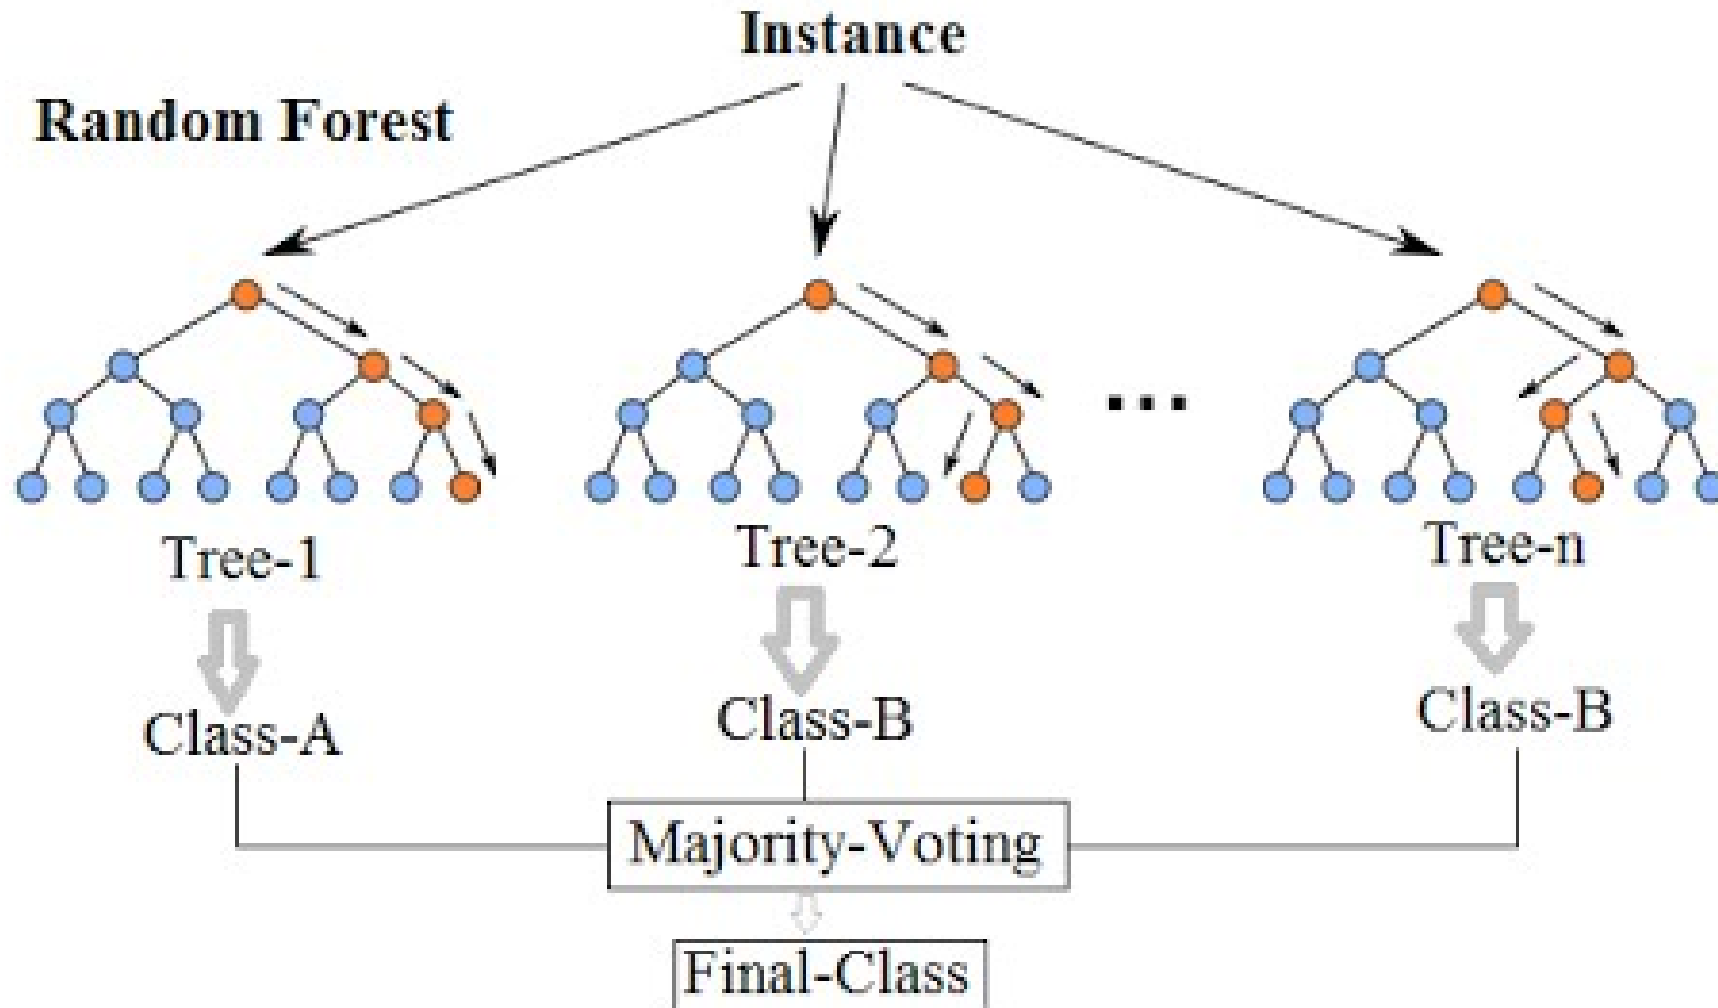 Instance
Random Forest
...
Tree-1
Tree-2
Tree-n
Class-A
Class-B
Class-B
Majority-Voting
Final-Class